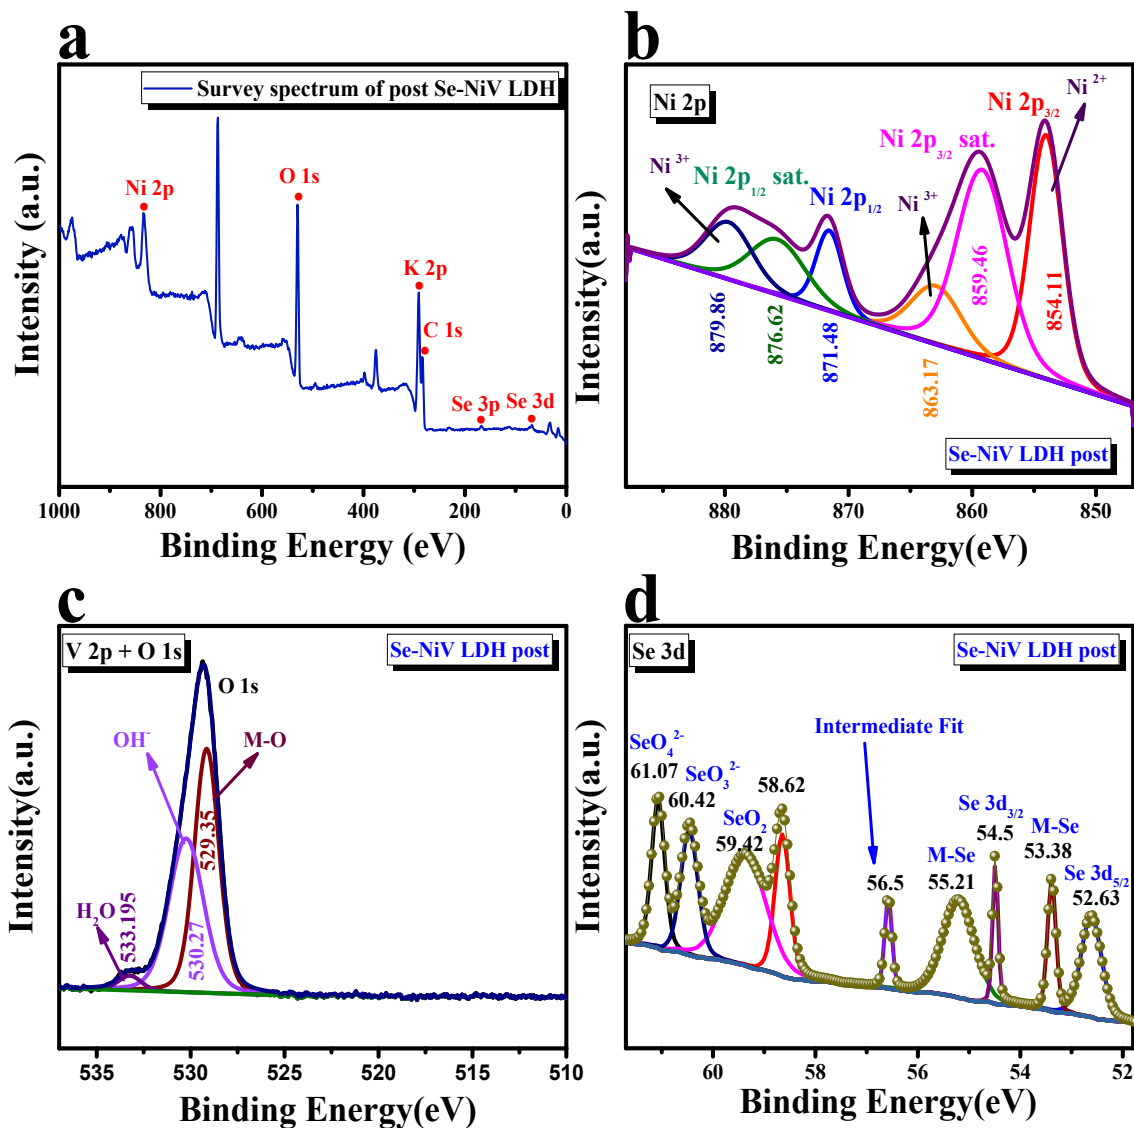 a
Survey spectrum of post Se-NiV LDH
Ni 2p
O 1s
K 2p
C 1s
Se 3p
Se 3d
Intensity (a.u.)
1000
800
600
400
200
0
Binding Energy (eV)
b
Ni 2p
Ni 2p3/2
Ni 2+
Ni 2p3/2 sat.
Ni 3+
Ni 2p1/2 sat.
Ni 2p1/2
Ni 3+
879.86
876.62
871.48
863.17
859.46
854.11
Se-NiV LDH post
Intensity(a.u.)
880
870
860
850
Binding Energy(eV)
c
V 2p + O 1s
Se-NiV LDH post
O 1s
OH-
M-O
H2O
533.195
530.27
529.35
Intensity(a.u.)
535
530
525
520
515
510
Binding Energy(eV)
d
Se 3d
Se-NiV LDH post
Intermediate Fit
SeO4 2-
61.07
SeO3 2-
60.42
SeO2
59.42
58.62
56.5
M-Se
55.21
Se 3d3/2
54.5
M-Se
53.38
Se 3d5/2
52.63
Intensity(a.u.)
60
58
56
54
52
Binding Energy(eV)